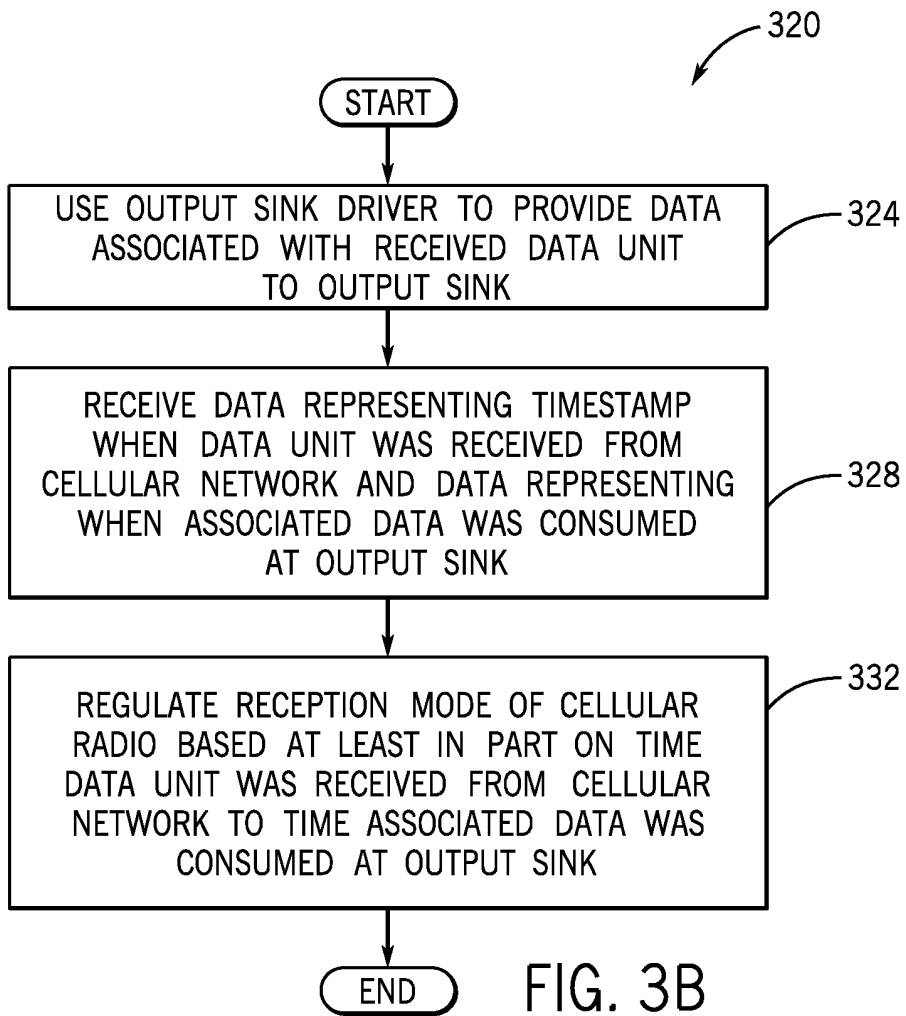 320
START
USE OUTPUT SINK DRIVER TO PROVIDE DATA
ASSOCIATED WITH RECEIVED DATA UNIT
TO OUTPUT SINK
324
RECEIVE DATA REPRESENTING TIMESTAMP
WHEN DATA UNIT WAS RECEIVED FROM
CELLULAR NETWORK AND DATA REPRESENTING
WHEN ASSOCIATED DATA WAS CONSUMED
AT OUTPUT SINK
328
REGULATE RECEPTION MODE OF CELLULAR
RADIO BASED AT LEAST IN PART ON TIME
DATA UNIT WAS RECEIVED FROM CELLULAR
NETWORK TO TIME ASSOCIATED DATA WAS
CONSUMED AT OUTPUT SINK
332
END
FIG. 3B